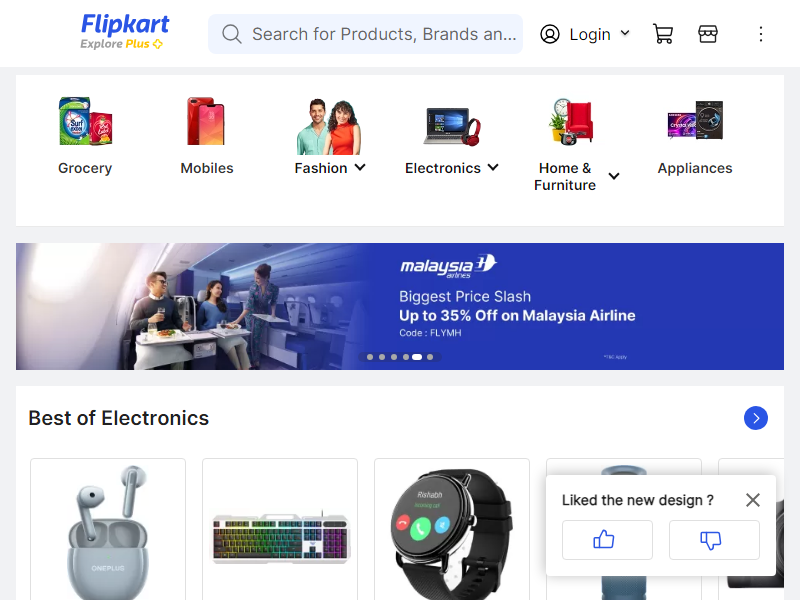 Flipkart
Explore Plus
Search for Products, Brands an...
Login
Grocery
Mobiles
Fashion
Electronics
Home &
Furniture
Appliances
Surf
excel
malaysia
airlines
Biggest Price Slash
Up to 35% Off on Malaysia Airline
Code : FLYMH
*T&C Apply
Best of Electronics
ONEPLUS
Rishabh
Liked the new design ?